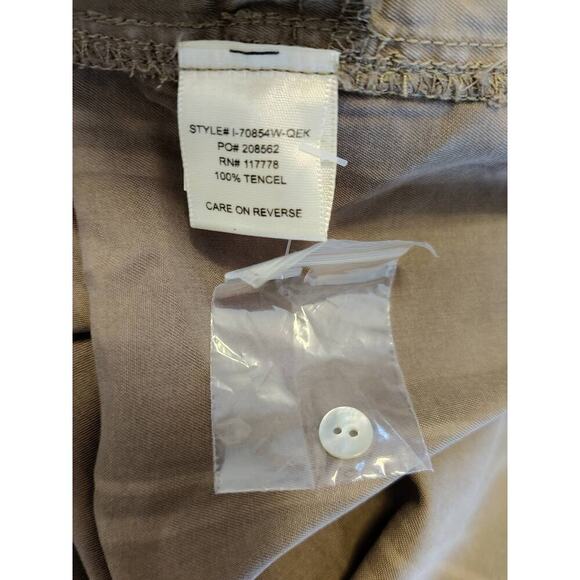 STYLE# I-70854W-QEK
PO# 208562
RN# 117778
100% TENCEL
CARE ON REVERSE